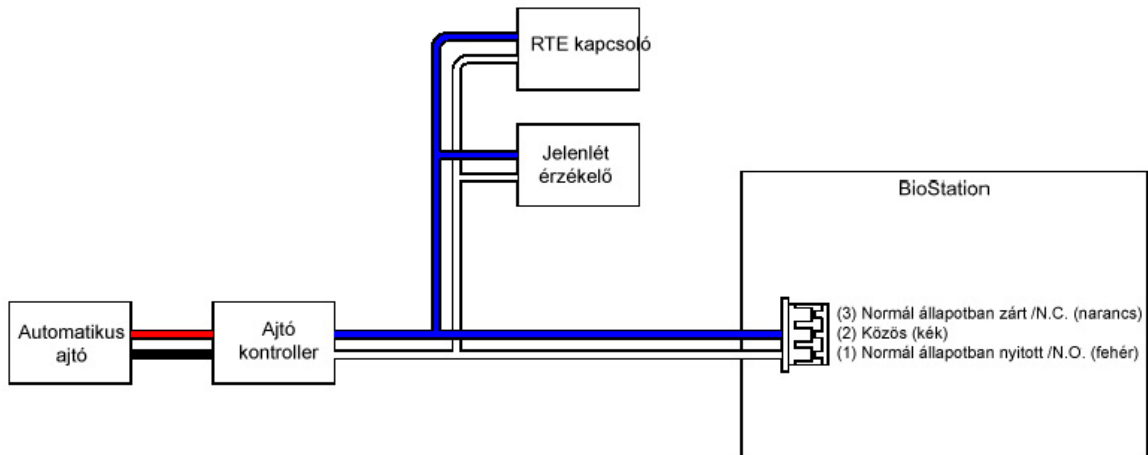 RTE kapcsoló
Jelenlét
érzékelő
BioStation
Automatikus
ajtó
Ajtó
kontroller
(3) Normál állapotban zárt /N.C. (narancs)
(2) Közös (kék)
(1) Normál állapotban nyitott /N.O. (fehér)